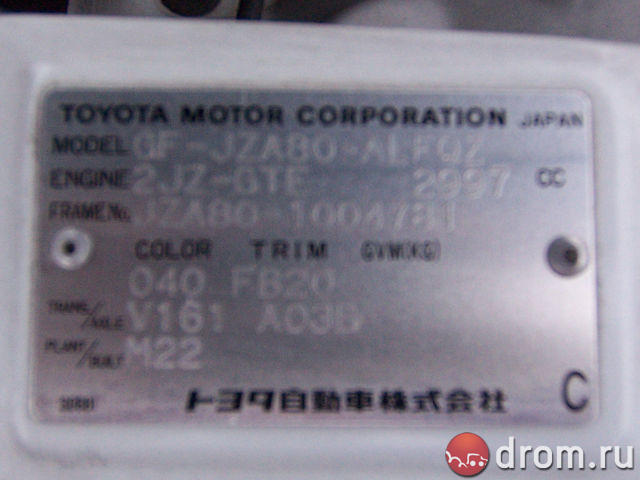 TOYOTA MOTOR CORPORATION JAPAN
MODEL GF-JZA80-ALFQZ
ENGINE 2JZ-GTE 2997 CC
FRAME No. JZA80-1004781
COLOR TRIM GVW(KG)
040 FB20
TRANS./AXLE V161 A03B
PLANT/BUILT M22
トヨタ自動車株式会社 C
drom.ru